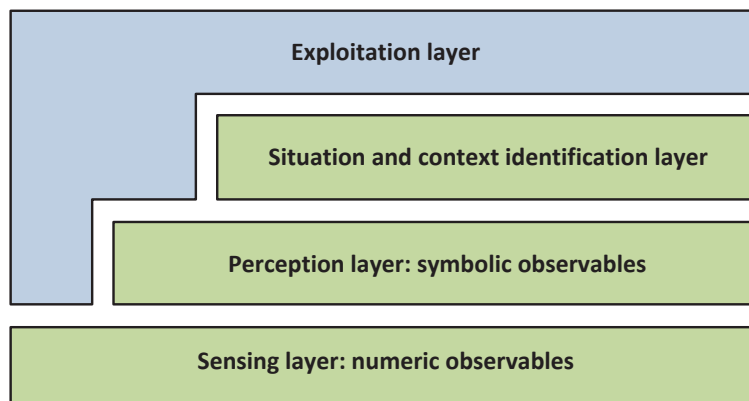 Exploitation layer
Situation and context identification layer
Perception layer: symbolic observables
Sensing layer: numeric observables